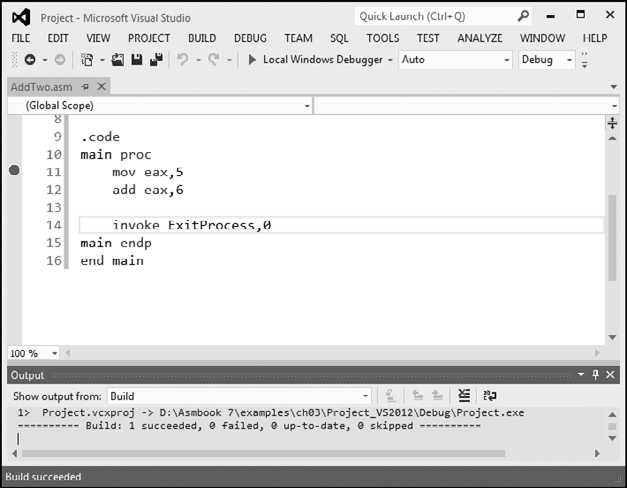 Project - Microsoft Visual Studio
Quick Launch (Ctrl+Q)
FILE EDIT VIEW PROJECT BUILD DEBUG TEAM SQL TOOLS TEST ANALYZE WINDOW HELP
Local Windows Debugger Auto Debug
AddTwo.asm
(Global Scope)
8
9 .code
10 main proc
11 mov eax,5
12 add eax,6
13
14 invoke ExitProcess,0
15 main endp
16 end main
100 %
Output
Show output from: Build
1> Project.vcxproj -> D:\Asmbook 7\examples\ch03\Project_VS2012\Debug\Project.exe
========== Build: 1 succeeded, 0 failed, 0 up-to-date, 0 skipped ==========
Build succeeded